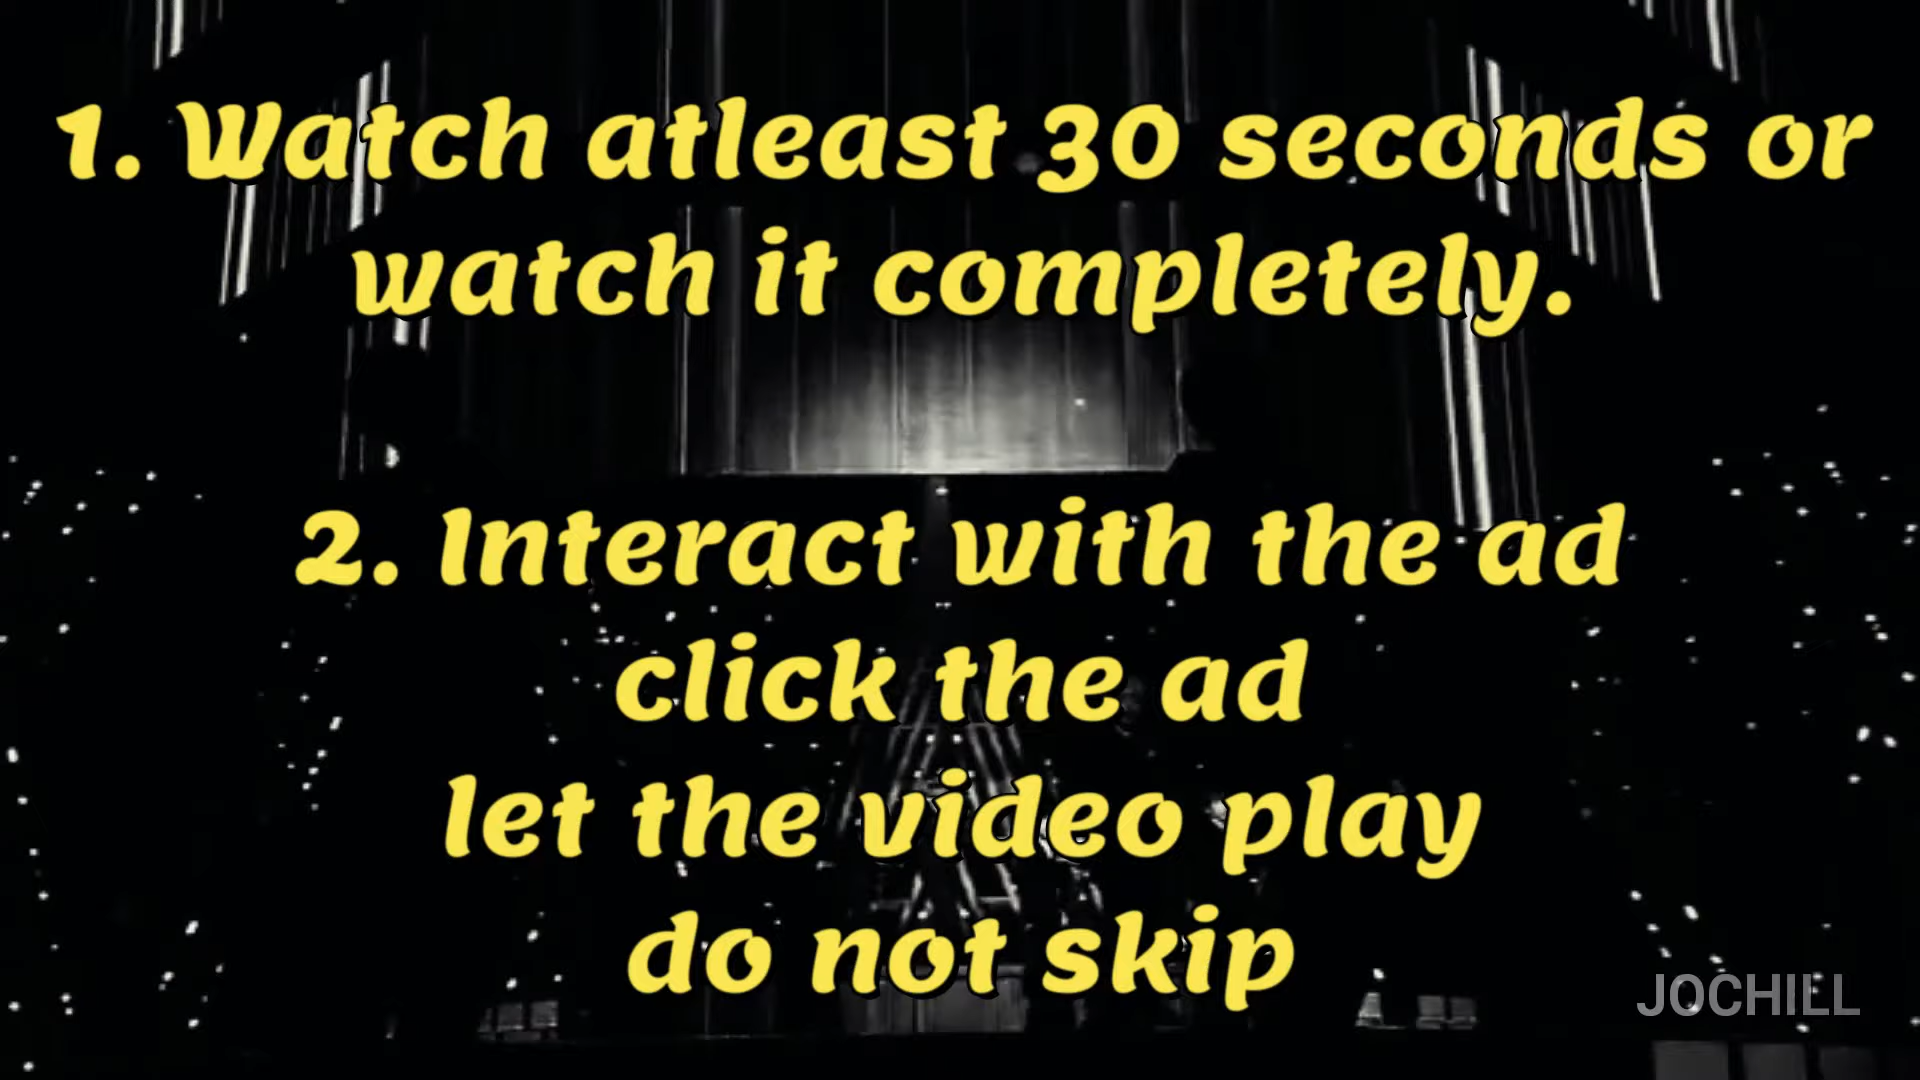 1. Watch atleast 30 seconds or
watch it completely.
2. Interact with the ad
click the ad
let the video play
do not skip
JOCHILL